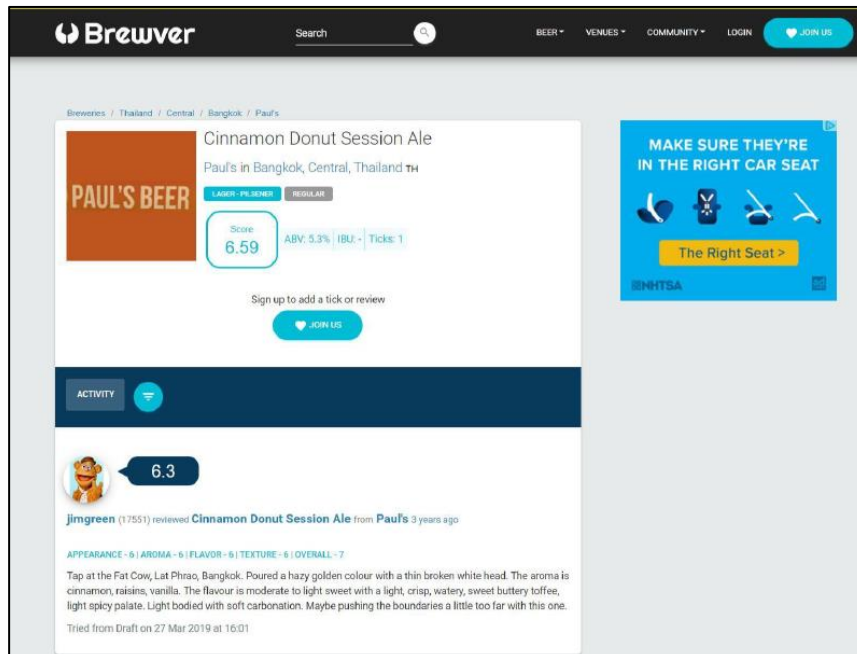 Brewver
Search
BEER
VENUES
COMMUNITY
LOGIN
JOIN US
Breweries / Thailand / Central / Bangkok / Paul's
PAUL'S BEER
Cinnamon Donut Session Ale
Paul's in Bangkok, Central, Thailand TH
LAGER - PILSENER REGULAR
Score
6.59
ABV: 5.3% | IBU: - | Ticks: 1
Sign up to add a tick or review
JOIN US
MAKE SURE THEY'RE
IN THE RIGHT CAR SEAT
The Right Seat >
NHTSA
ACTIVITY
6.3
jimgreen (17551) reviewed Cinnamon Donut Session Ale from Paul's 3 years ago
APPEARANCE - 6 | AROMA - 6 | FLAVOR - 6 | TEXTURE - 6 | OVERALL - 7
Tap at the Fat Cow, Lat Phrao, Bangkok. Poured a hazy golden colour with a thin broken white head. The aroma is
cinnamon, raisins, vanilla. The flavour is moderate to light sweet with a light, crisp, watery, sweet buttery toffee,
light spicy palate. Light bodied with soft carbonation. Maybe pushing the boundaries a little too far with this one.
Tried from Draft on 27 Mar 2019 at 16:01